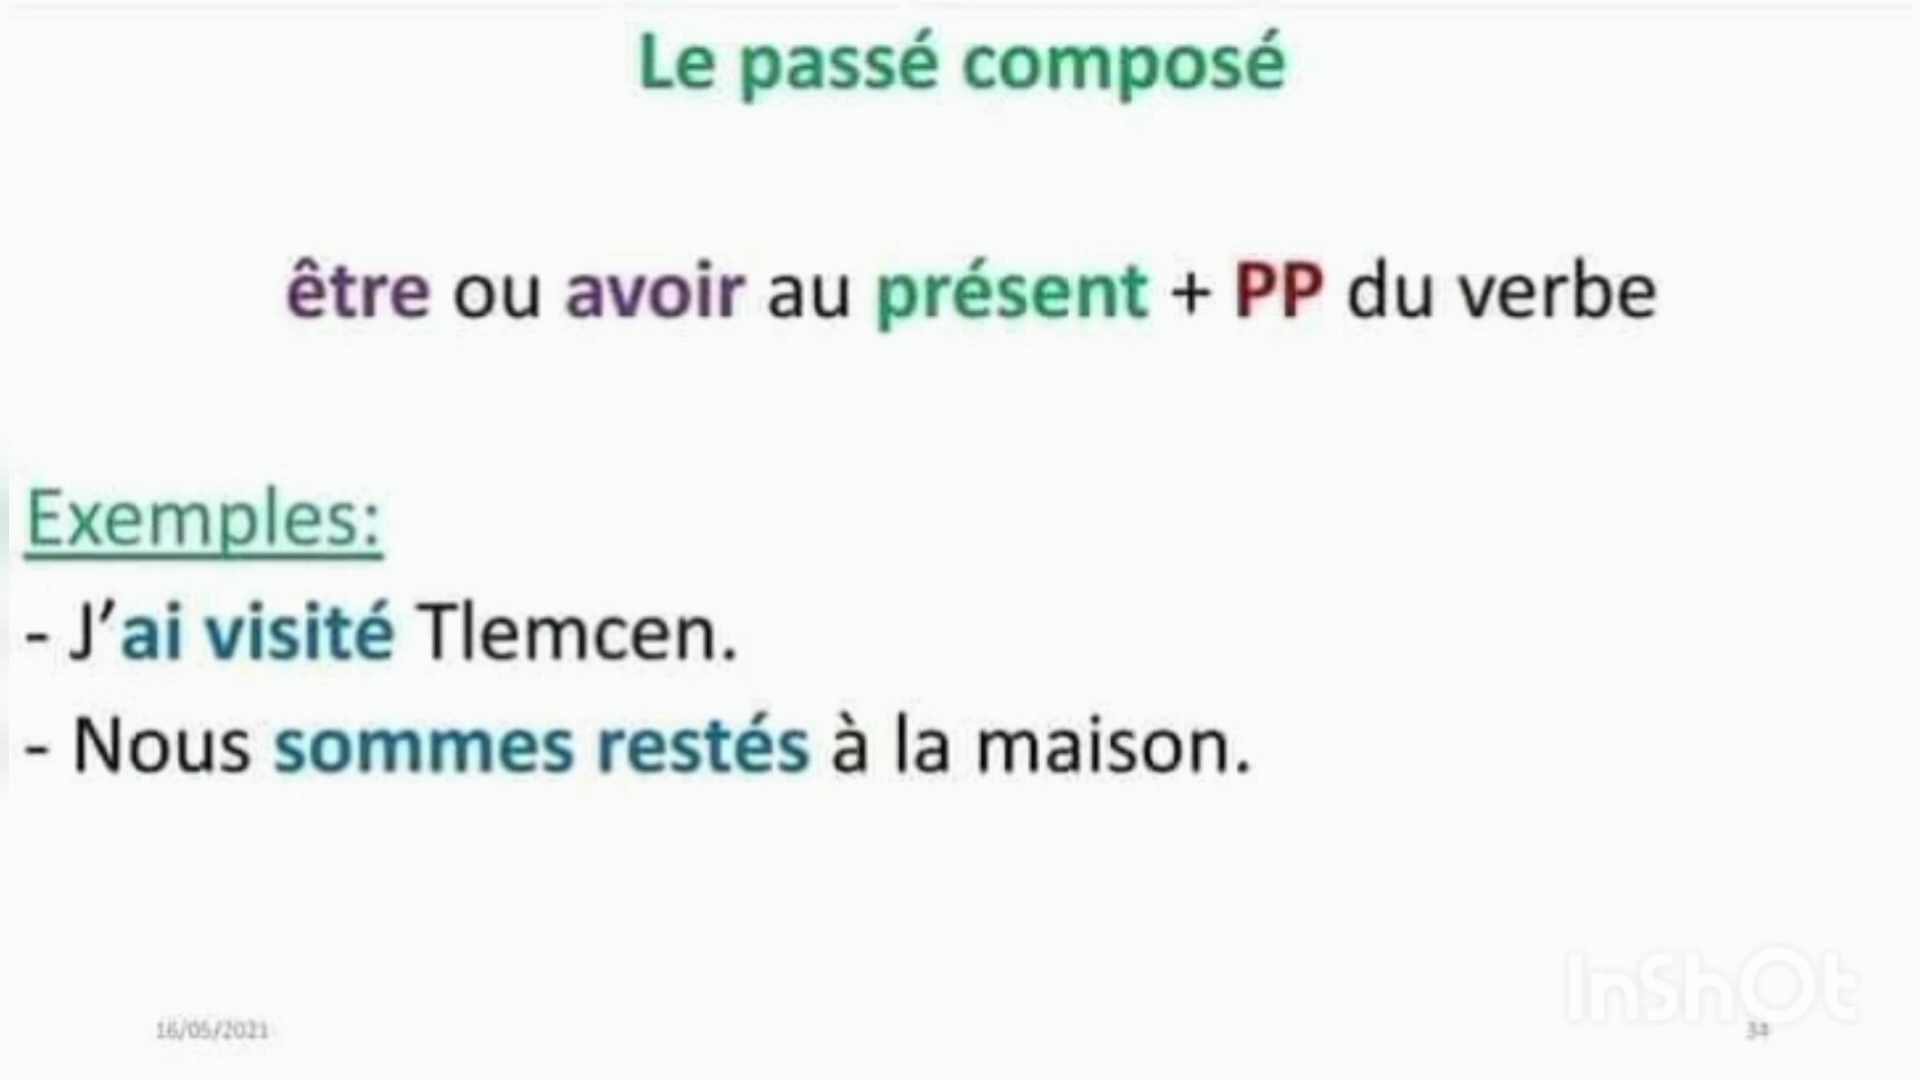 Le passé composé
être ou avoir au présent + PP du verbe
Exemples:
- J’ai visité Tlemcen.
- Nous sommes restés à la maison.
InShOt
16/05/2021
34